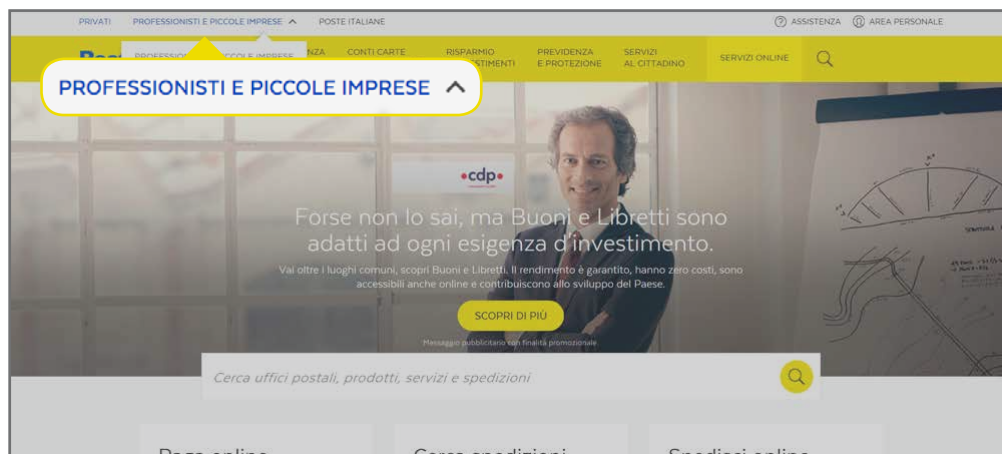 PRIVATI PROFESSIONISTI E PICCOLE IMPRESE POSTE ITALIANE ASSISTENZA AREA PERSONALE
CONTI CARTE RISPARMIO PREVIDENZA SERVIZI
E PROTEZIONE AL CITTADINO SERVIZI ONLINE
PROFESSIONISTI E PICCOLE IMPRESE
cdp
Forse non lo sai, ma Buoni e Libretti sono
adatti ad ogni esigenza d'investimento.
Vai oltre i luoghi comuni, scopri Buoni e Libretti. Il rendimento è garantito, hanno zero costi, sono
accessibili anche online e contribuiscono allo sviluppo del Paese.
SCOPRI DI PIÙ
Messaggio pubblicitario con finalità promozionale
Cerca uffici postali, prodotti, servizi e spedizioni